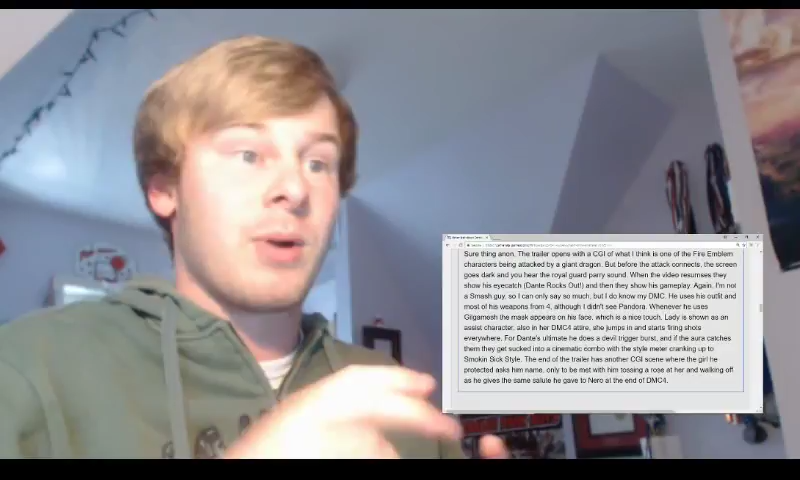 Sure thing anon. The trailer opens with a CGI of what I think is one of the Fire Emblem
characters being attacked by a giant dragon. But before the attack connects, the screen
goes dark and you hear the royal guard parry sound. When the video resumses they
show his eyecatch (Dante Rocks Out!) and then they show his gameplay. Again, I'm not
a Smash guy, so I can only say so much, but I do know my DMC. He uses his outfit and
most of his weapons from 4, although I didn't see Pandora. Whenever he uses
Gilgamesh the mask appears on his face, which is a nice touch. Lady is shown as an
assist character, also in her DMC4 attire, she jumps in and starts firing shots
everywhere. For Dante's ultimate he does a devil trigger burst, and if the aura catches
them they get sucked into a cinematic combo with the style meter cranking up to
Smokin Sick Style. The end of the trailer has another CGI scene where the girl he
protected asks him name, only to be met with him tossing a rose at her and walking off
as he gives the same salute he gave to Nero at the end of DMC4.